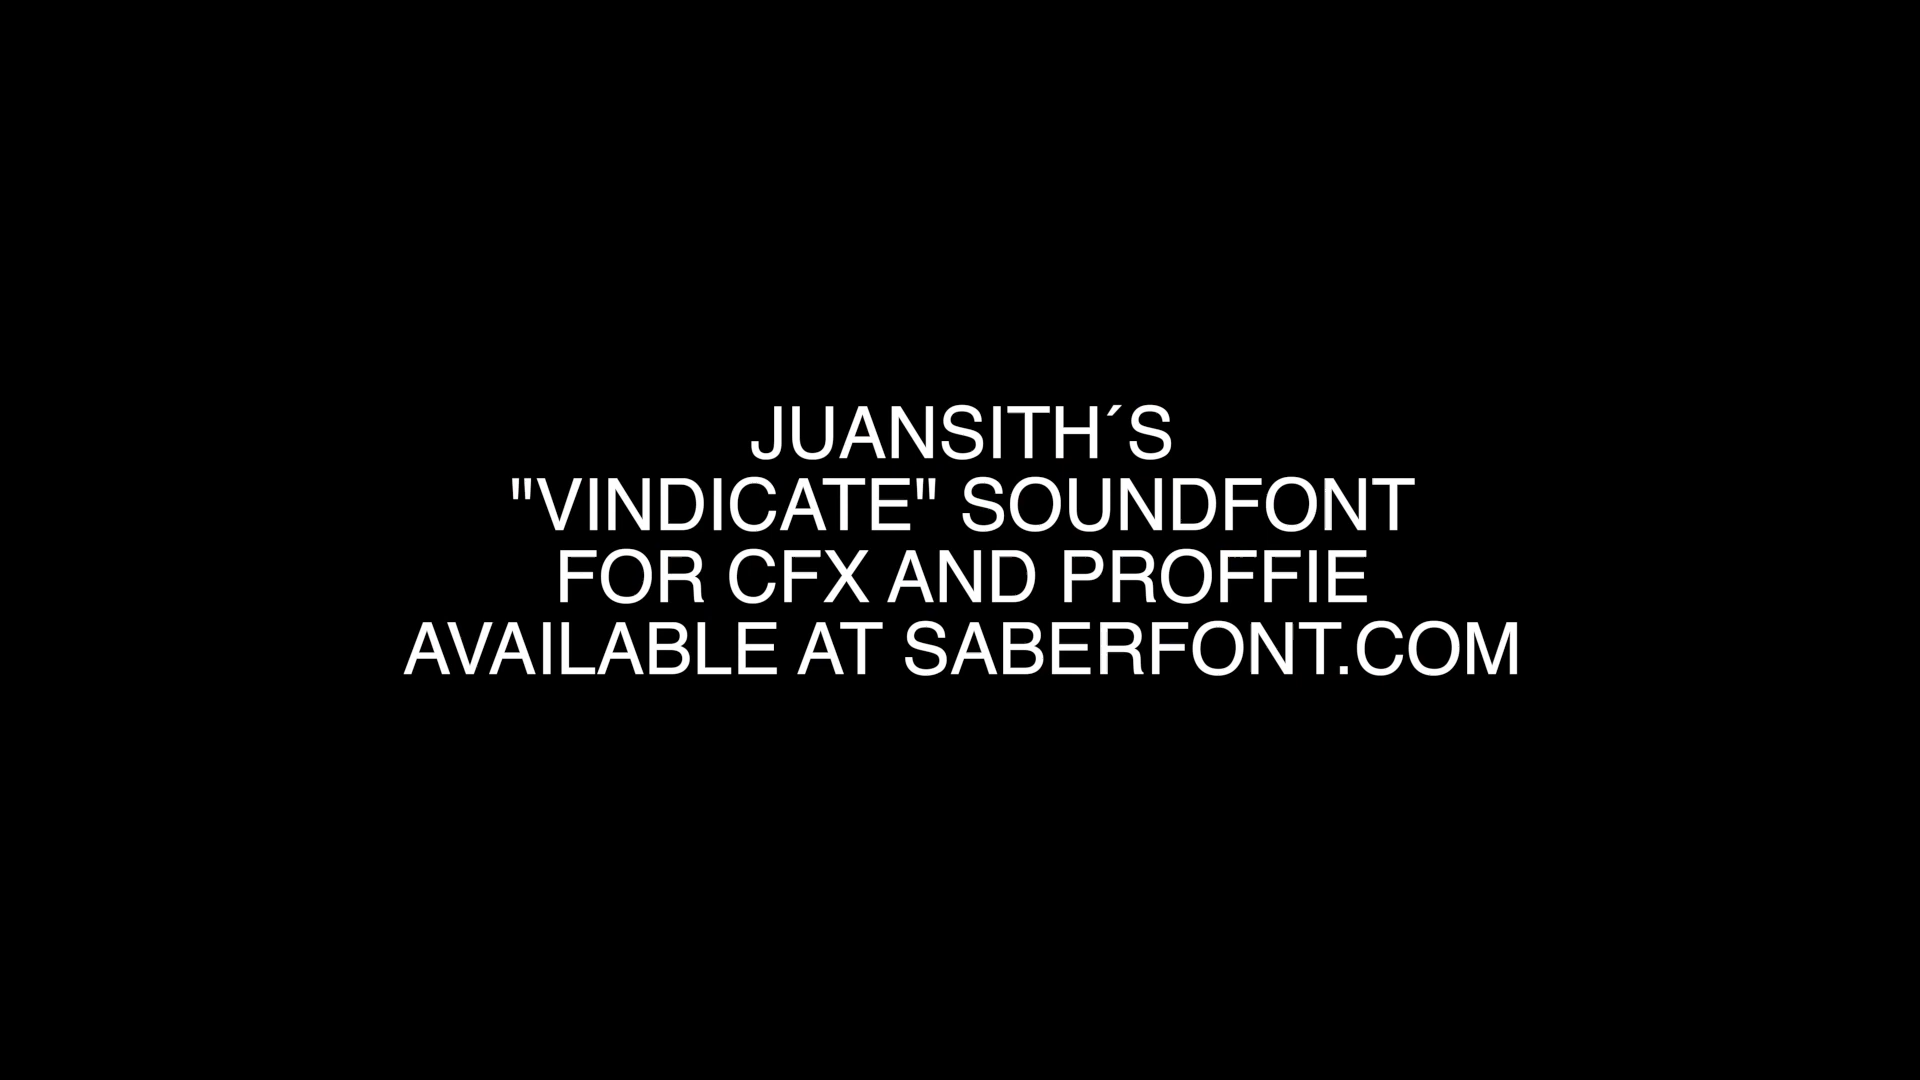 JUANSITH´S
"VINDICATE" SOUNDFONT
FOR CFX AND PROFFIE
AVAILABLE AT SABERFONT.COM